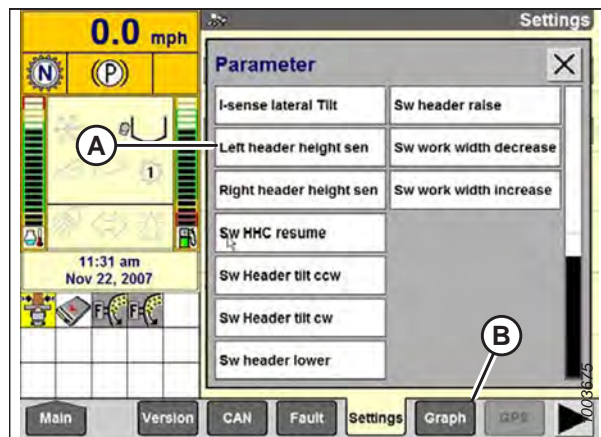 0.0 mph
Settings
N
(P)
Parameter
I-sense lateral Tilt
Sw header raise
A
Left header height sen
Sw work width decrease
1
Right header height sen
Sw work width increase
Sw HHC resume
11:31 am
Nov 22, 2007
Sw Header tilt ccw
F
F
Sw Header tilt cw
B
Sw header lower
1003675
Main
Version
CAN
Fault
Settings
Graph
GPS